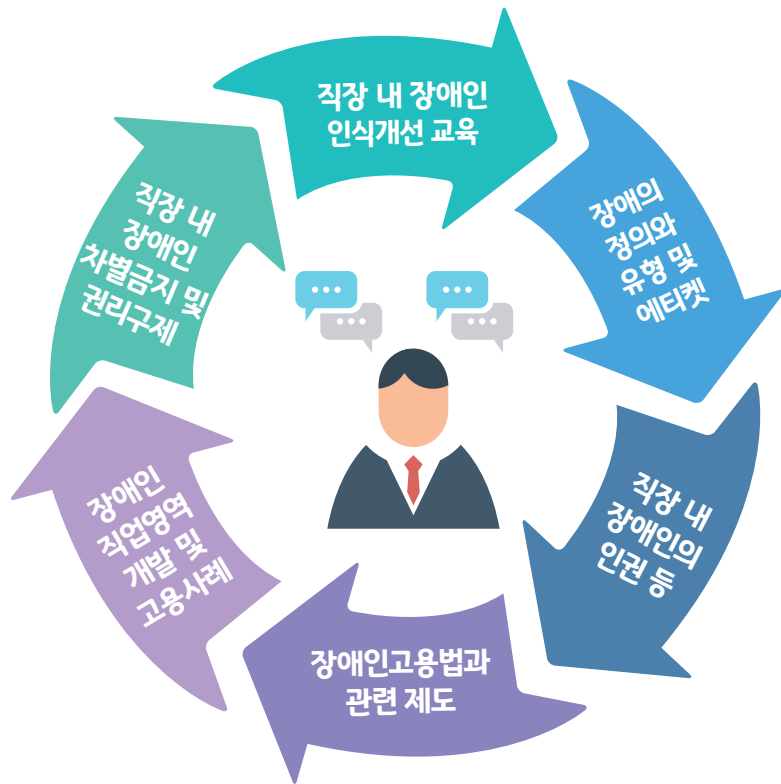 직장 내 장애인
인식개선 교육
장애의
정의와
유형 및
에티켓
직장 내
장애인의
인권 등
장애인고용법과
관련 제도
장애인
직업영역
개발 및
고용사례
직장 내
장애인
차별금지 및
권리구제